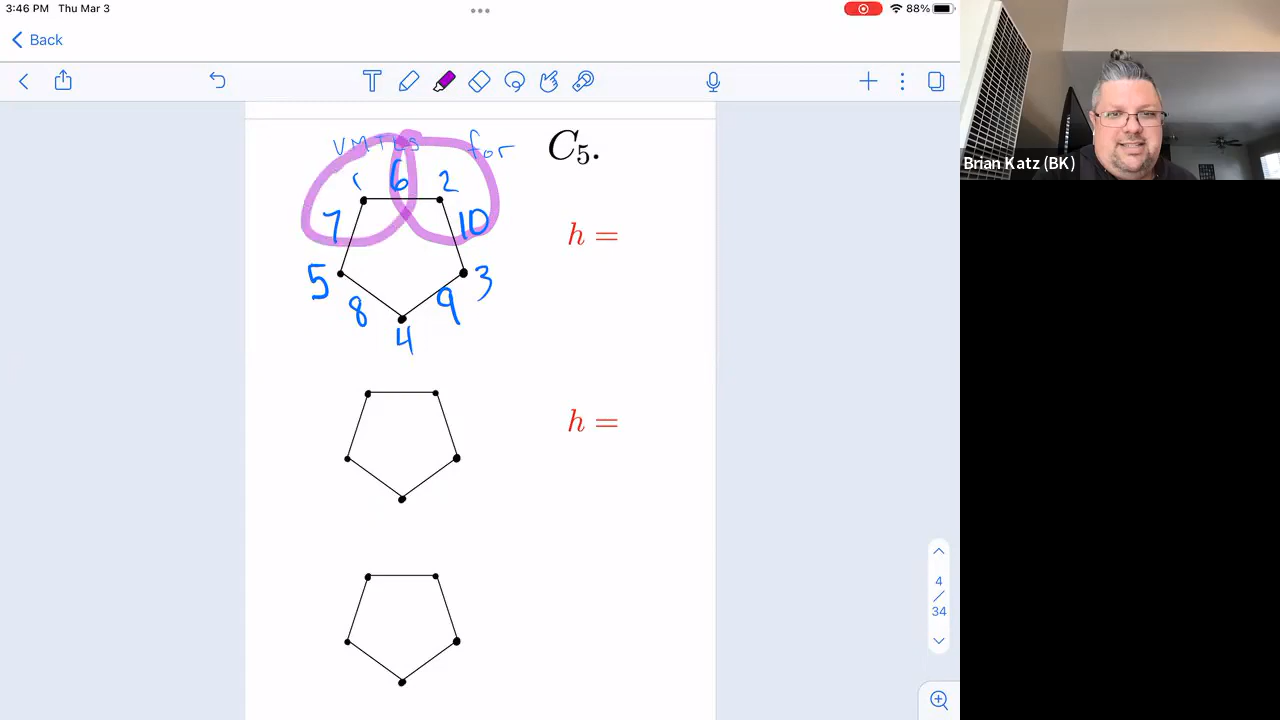 3:46 PM Thu Mar 3
88%
Back
T
VMTLs for C₅.
1 6 2
7 10
h =
5 3
8 9
4
h =
4
/
34
Brian Katz (BK)